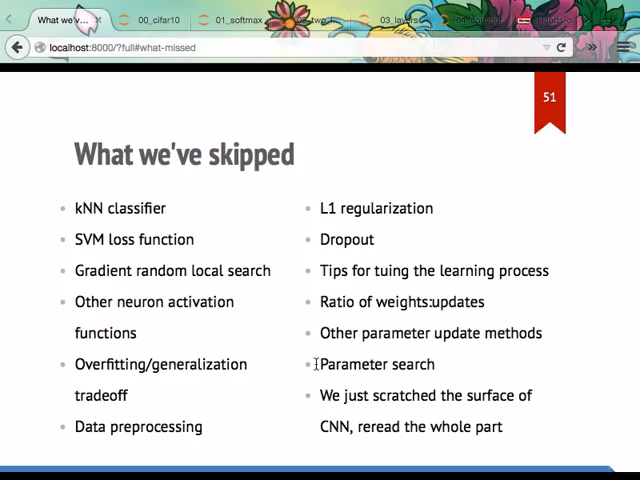 What we'v...
00_cifar10
01_softmax
03_layers
localhost:8000/?full#what-missed
51
What we've skipped
kNN classifier
SVM loss function
Gradient random local search
Other neuron activation
functions
Overfitting/generalization
tradeoff
Data preprocessing
L1 regularization
Dropout
Tips for tuing the learning process
Ratio of weights:updates
Other parameter update methods
Parameter search
We just scratched the surface of
CNN, reread the whole part